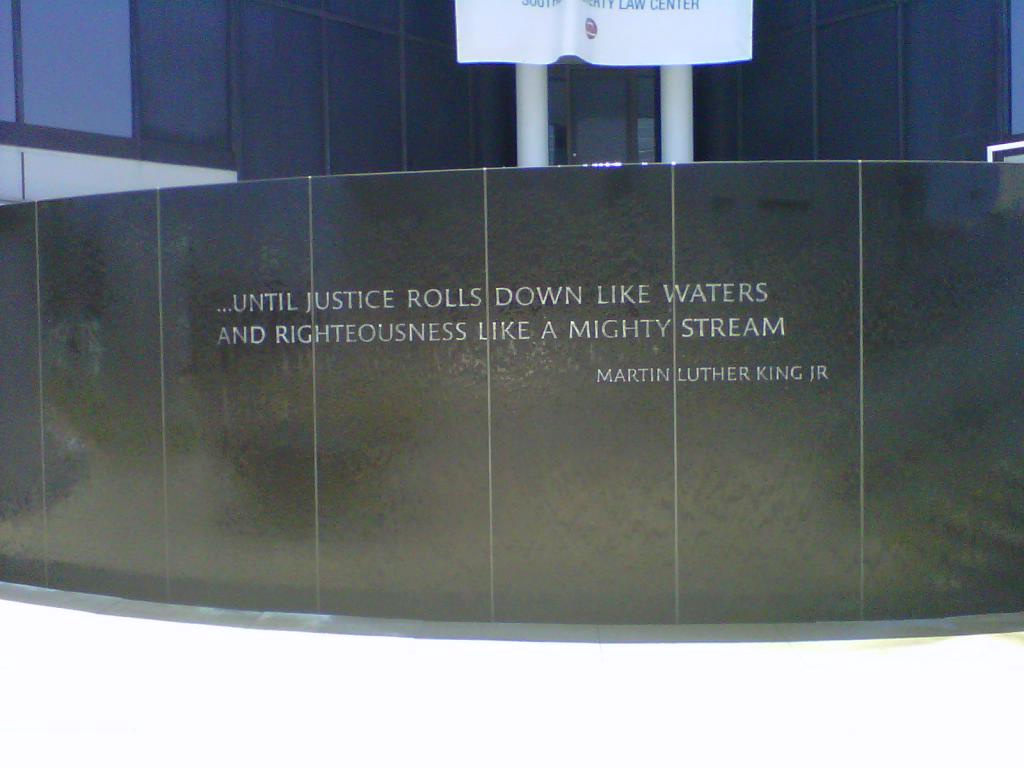 LAW CENTER
...UNTIL JUSTICE ROLLS DOWN LIKE WATERS
AND RIGHTEOUSNESS LIKE A MIGHTY STREAM
MARTIN LUTHER KING JR